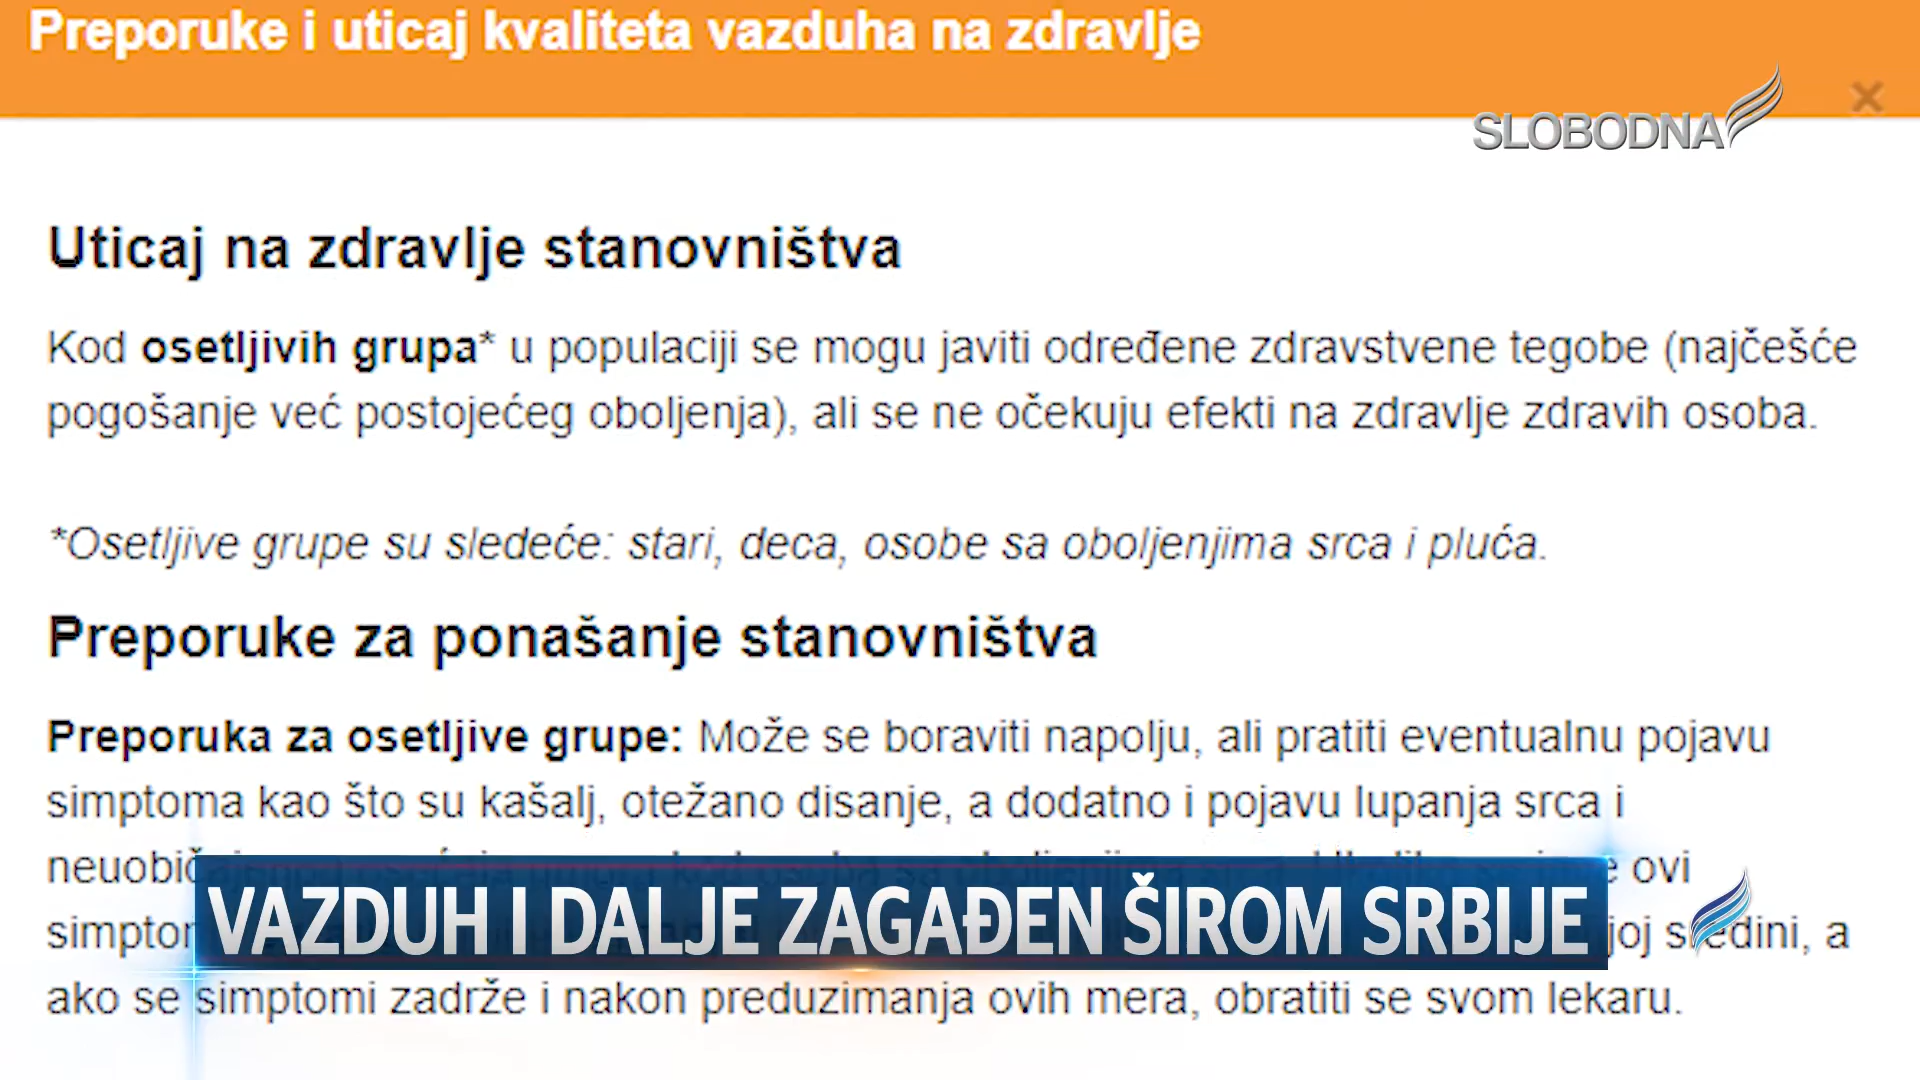 Preporuke i uticaj kvaliteta vazduha na zdravlje
SLOBODNA
Uticaj na zdravlje stanovništva
Kod osetljivih grupa* u populaciji se mogu javiti određene zdravstvene tegobe (najčešće
pogošanje već postojećeg oboljenja), ali se ne očekuju efekti na zdravlje zdravih osoba.
*Osetljive grupe su sledeće: stari, deca, osobe sa oboljenjima srca i pluća.
Preporuke za ponašanje stanovništva
Preporuka za osetljive grupe: Može se boraviti napolju, ali pratiti eventualnu pojavu
simptoma kao što su kašalj, otežano disanje, a dodatno i pojavu lupanja srca i
ovi
sredini, a
VAZDUH I DALJE ZAGAĐEN ŠIROM SRBIJE
ako se simptomi zadrže i nakon preduzimanja ovih mera, obratiti se svom lekaru.